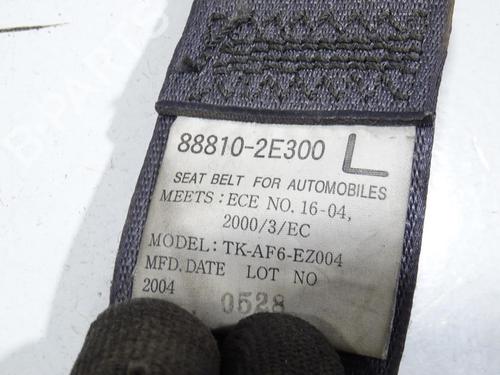 88810-2E300 L
SEAT BELT FOR AUTOMOBILES
MEETS : ECE NO. 16-04,
2000/3/EC
MODEL: TK-AF6-EZ004
MFD. DATE LOT NO
2004
0528